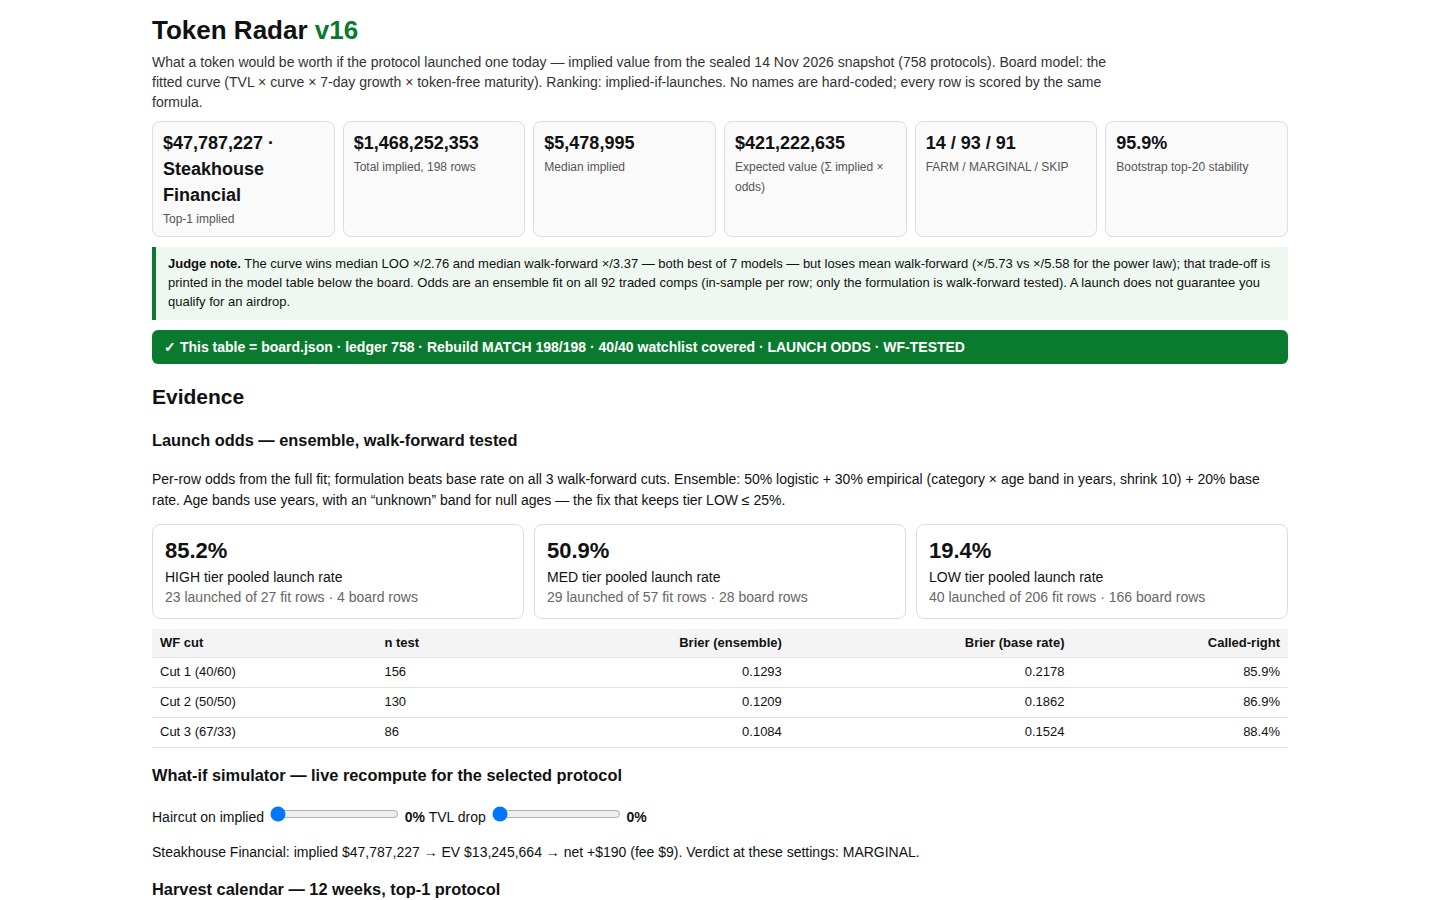 Token Radar v16
What a token would be worth if the protocol launched one today — implied value from the sealed 14 Nov 2026 snapshot (758 protocols). Board model: the
fitted curve (TVL × curve × 7-day growth × token-free maturity). Ranking: implied-if-launches. No names are hard-coded; every row is scored by the same
formula.
$47,787,227 ·
Steakhouse
Financial
Top-1 implied
$1,468,252,353
Total implied, 198 rows
$5,478,995
Median implied
$421,222,635
Expected value (Σ implied ×
odds)
14 / 93 / 91
FARM / MARGINAL / SKIP
95.9%
Bootstrap top-20 stability
Judge note. The curve wins median LOO ×/2.76 and median walk-forward ×/3.37 — both best of 7 models — but loses mean walk-forward (×/5.73 vs ×/5.58 for the power law); that trade-off is
printed in the model table below the board. Odds are an ensemble fit on all 92 traded comps (in-sample per row; only the formulation is walk-forward tested). A launch does not guarantee you
qualify for an airdrop.
✓ This table = board.json · ledger 758 · Rebuild MATCH 198/198 · 40/40 watchlist covered · LAUNCH ODDS · WF-TESTED
Evidence
Launch odds — ensemble, walk-forward tested
Per-row odds from the full fit; formulation beats base rate on all 3 walk-forward cuts. Ensemble: 50% logistic + 30% empirical (category × age band in years, shrink 10) + 20% base
rate. Age bands use years, with an “unknown” band for null ages — the fix that keeps tier LOW ≤ 25%.
85.2%
HIGH tier pooled launch rate
23 launched of 27 fit rows · 4 board rows
50.9%
MED tier pooled launch rate
29 launched of 57 fit rows · 28 board rows
19.4%
LOW tier pooled launch rate
40 launched of 206 fit rows · 166 board rows
WF cut n test Brier (ensemble) Brier (base rate) Called-right
Cut 1 (40/60) 156 0.1293 0.2178 85.9%
Cut 2 (50/50) 130 0.1209 0.1862 86.9%
Cut 3 (67/33) 86 0.1084 0.1524 88.4%
What-if simulator — live recompute for the selected protocol
Haircut on implied 0% TVL drop 0%
Steakhouse Financial: implied $47,787,227 → EV $13,245,664 → net +$190 (fee $9). Verdict at these settings: MARGINAL.
Harvest calendar — 12 weeks, top-1 protocol